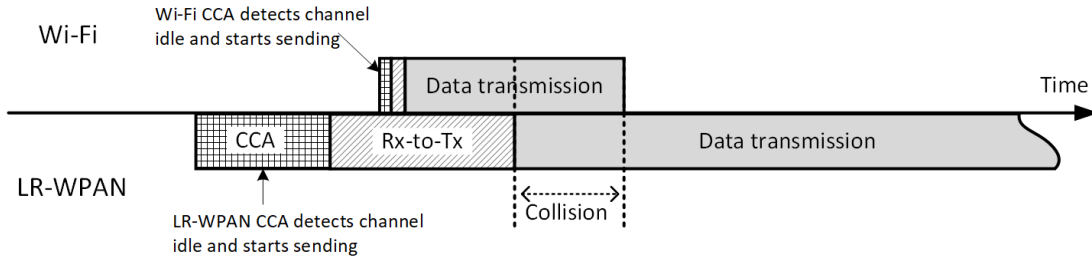 Wi-Fi CCA detects channel
idle and starts sending
Wi-Fi
Data transmission
Time
CCA
Rx-to-Tx
Data transmission
LR-WPAN
Collision
LR-WPAN CCA detects channel
idle and starts sending